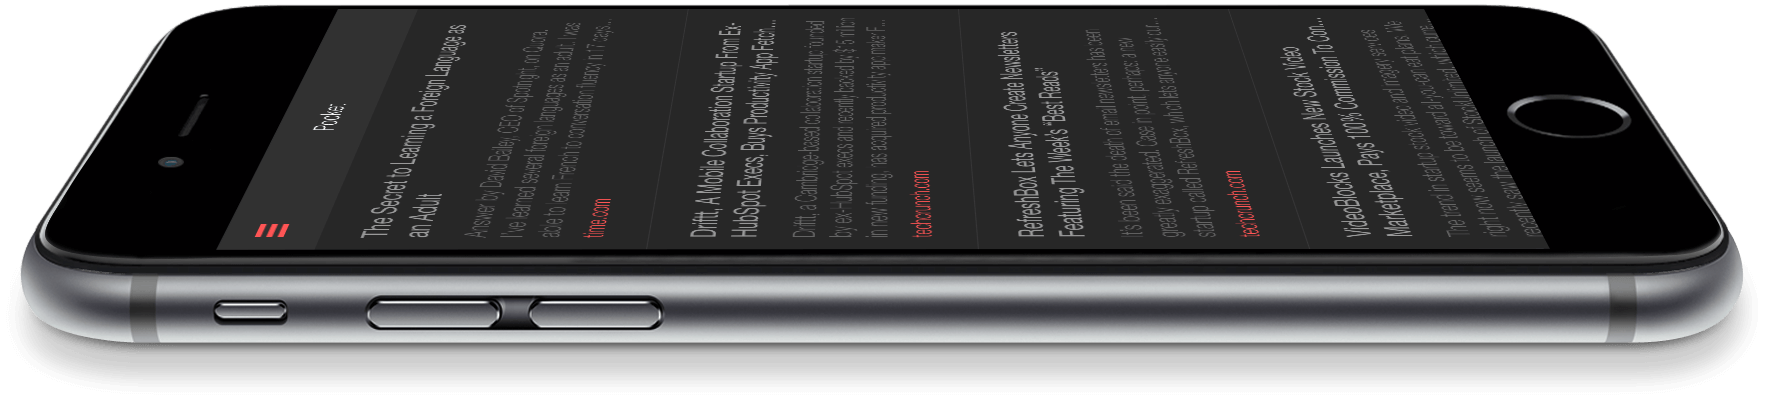 Pocket
The Secret to Learning a Foreign Language as
an Adult
Answer by David Bailey, CEO of Spotnight, on Quora,
I've learned several foreign languages as an adult. I was
able to learn French to conversation fluency in 17 days...
time.com
Driftt, A Mobile Collaboration Startup From Ex-
HubSpot Execs, Buys Productivity App Fetch...
Driftt, a Cambridge-based collaboration startup founded
by ex-HubSpot execs and recently backed by $15 million
in new funding, has acquired productivity app maker F...
techcrunch.com
RefreshBox Lets Anyone Create Newsletters
Featuring The Week's “Best Reads”
It's been said the death of email newsletters has been
greatly exaggerated. Case in point, perhaps: a new
startup called RefreshBox, which lets anyone easily cur...
techcrunch.com
VideoBlocks Launches New Stock Video
Marketplace, Pays 100% Commission To Con...
The trend in startup stock video and imagery services
right now seems to be toward all-you-can-eat plans. We
recently saw the launch of StockUnlimited, which